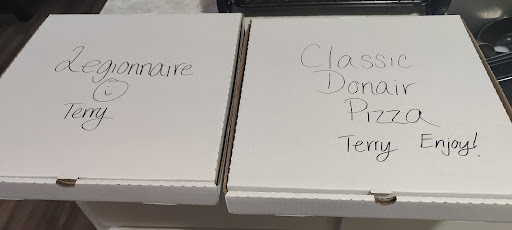 Legionnaire
Terry
Classic
Donair
Pizza
Terry Enjoy!